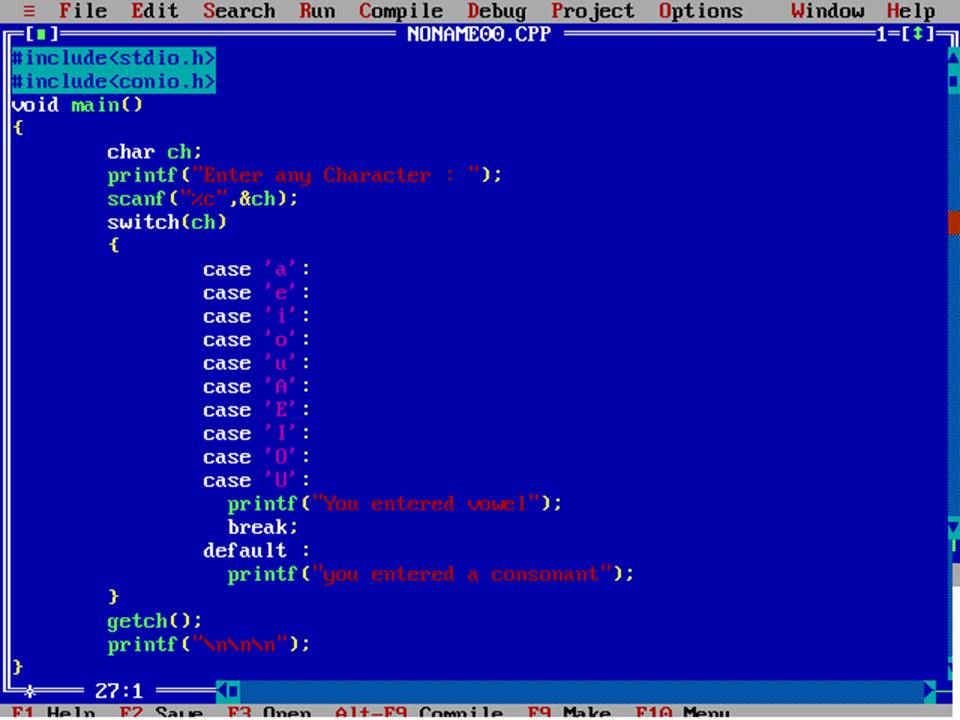 ≡ File Edit Search Run Compile Debug Project Options Window Help
[■] NONAME00.CPP 1=[↕]
#include<stdio.h>
#include<conio.h>
void main()
{
char ch;
printf("Enter any Character : ");
scanf("%c",&ch);
switch(ch)
{
case 'a':
case 'e':
case 'i':
case 'o':
case 'u':
case 'A':
case 'E':
case 'I':
case 'O':
case 'U':
printf("You entered vowel");
break;
default :
printf("you entered a consonant");
}
getch();
printf("\n\n\n");
}
27:1
F1 Help F2 Save F3 Open Alt-F9 Compile F9 Make F10 Menu